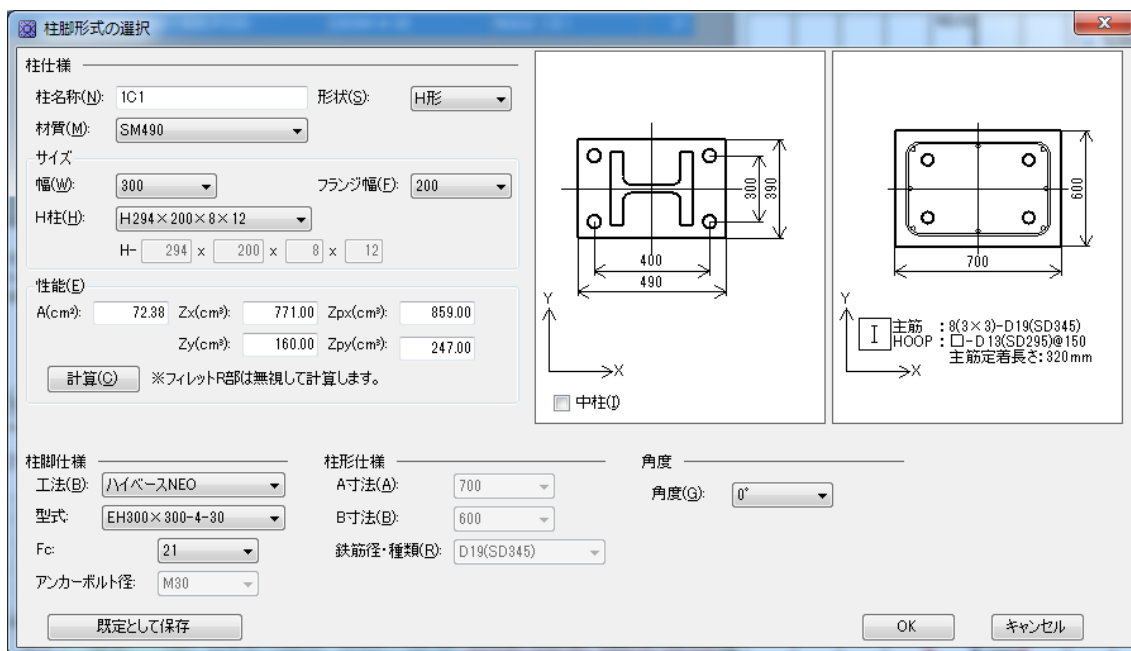 柱脚形式の選択
柱仕様
柱名称(N): 1C1 形状(S): H形
材質(M): SM490
サイズ
幅(W): 300 フランジ幅(F): 200
H柱(H): H294×200×8×12
H- 294 x 200 x 8 x 12
性能(E)
A(cm²): 72.38 Zx(cm³): 771.00 Zpx(cm³): 859.00
Zy(cm³): 160.00 Zpy(cm³): 247.00
計算(C) ※フィレットR部は無視して計算します。
300 390
400
490
Y
X
中柱(I)
600
700
Y
I 主筋 : 8(3×3)-D19(SD345)
HOOP : □-D13(SD295)@150
主筋定着長さ: 320mm
X
柱脚仕様
工法(B): ハイベースNEO
型式: EH300×300-4-30
Fc: 21
アンカーボルト径: M30
柱形仕様
A寸法(A): 700
B寸法(B): 600
鉄筋径・種類(R): D19(SD345)
角度
角度(G): 0°
既定として保存 OK キャンセル